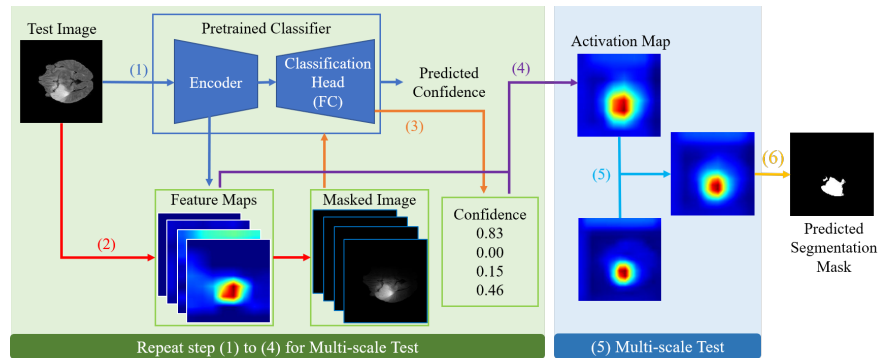 Test Image
Pretrained Classifier
(1)
Encoder
Classification
Head
(FC)
Predicted
Confidence
(3)
(4)
(2)
Feature Maps
Masked Image
Confidence
0.83
0.00
0.15
0.46
Repeat step (1) to (4) for Multi-scale Test
Activation Map
(5)
(6)
Predicted
Segmentation
Mask
(5) Multi-scale Test